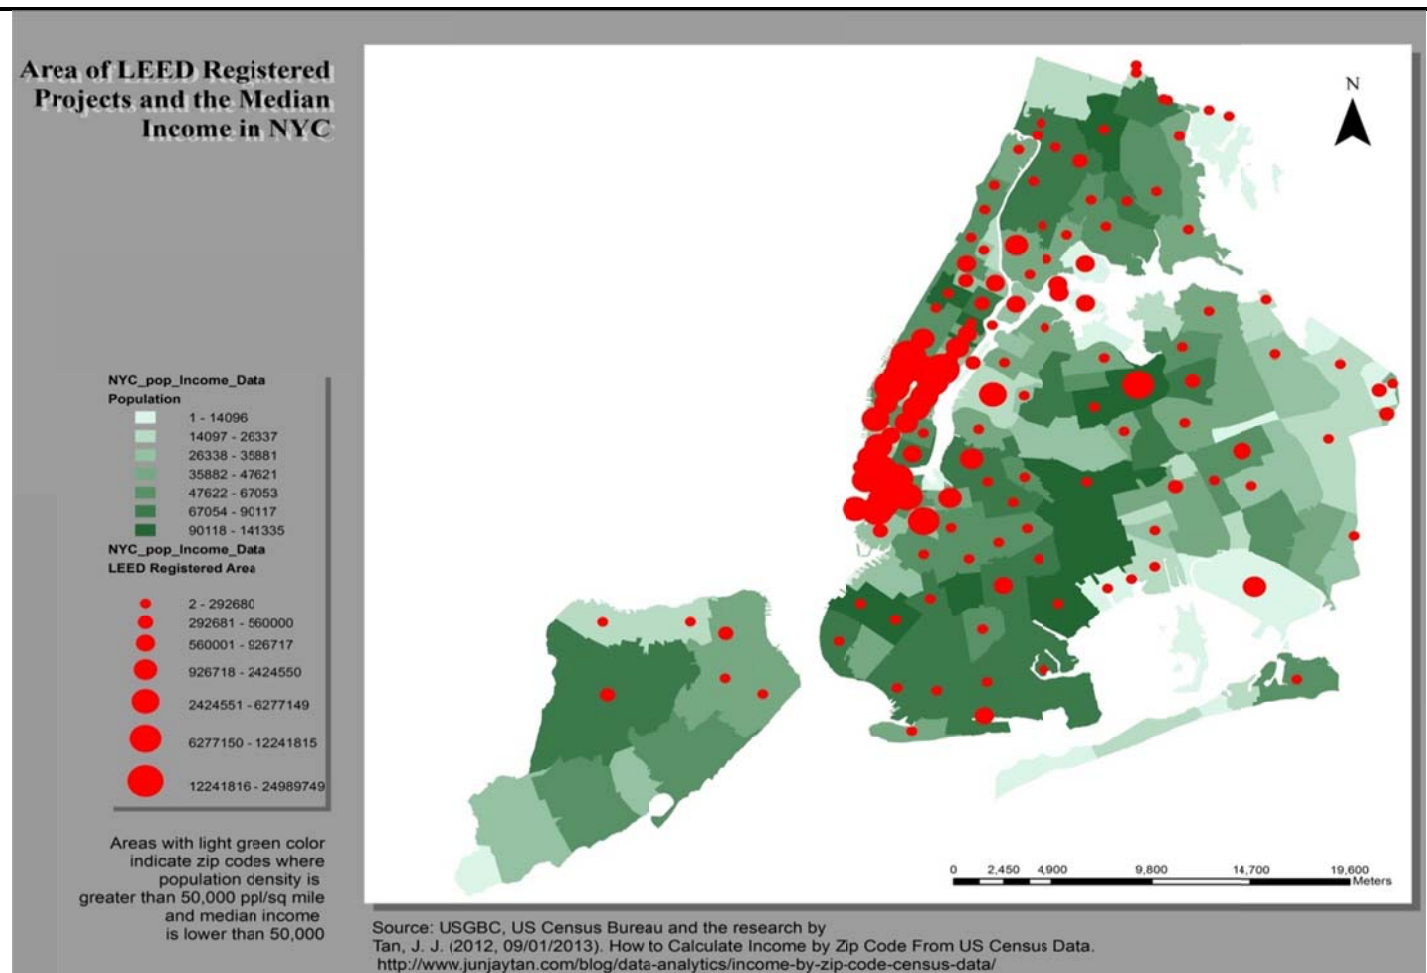 Area of LEED Registered
Projects and the Median
Income in NYC
N
NYC_pop_Income_Data
Population
1 - 14096
14097 - 26337
26338 - 35881
35882 - 47621
47622 - 67053
67054 - 90117
90118 - 141335
NYC_pop_Income_Data
LEED Registered Area
2 - 292680
292681 - 560000
560001 - 926717
926718 - 2424550
2424551 - 6277149
6277150 - 12241815
12241816 - 24989749
Areas with light green color
indicate zip codes where
population density is
greater than 50,000 ppl/sq mile
and median income
is lower than 50,000
0 2,450 4,900 9,800 14,700 19,600
Meters
Source: USGBC, US Census Bureau and the research by
Tan, J. J. (2012, 09/01/2013). How to Calculate Income by Zip Code From US Census Data.
http://www.junjaytan.com/blog/data-analytics/income-by-zip-code-census-data/